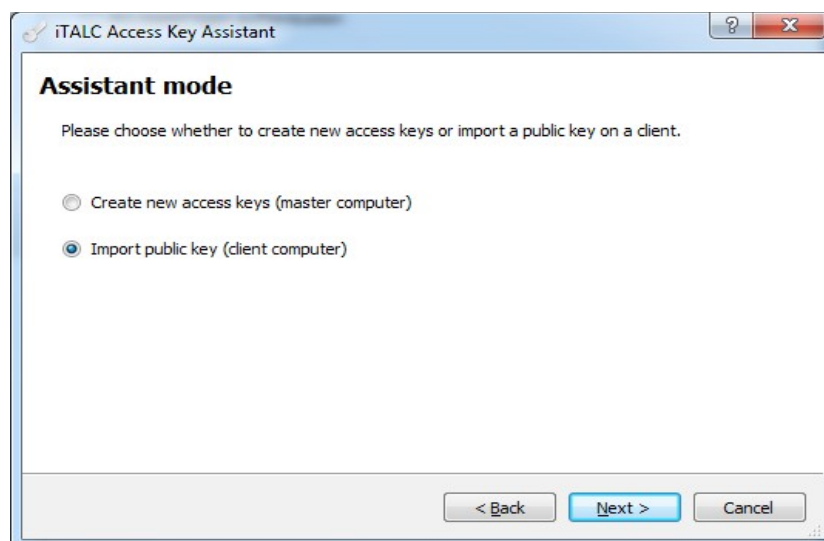 iTALC Access Key Assistant
Assistant mode
Please choose whether to create new access keys or import a public key on a client.
Create new access keys (master computer)
Import public key (client computer)
< Back
Next >
Cancel